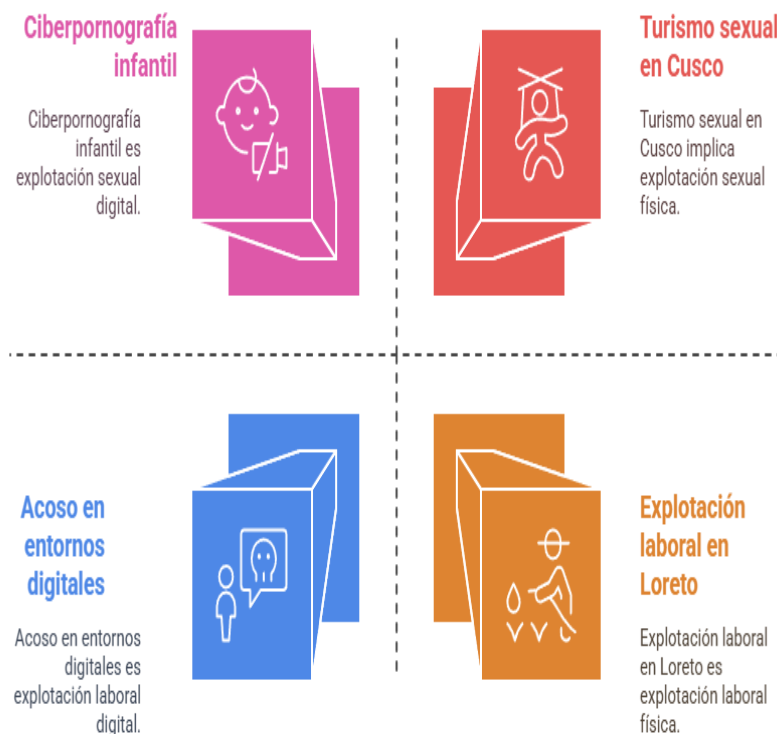 Ciberpornografía
infantil
Ciberpornografía
infantil es
explotación sexual
digital.
Turismo sexual
en Cusco
Turismo sexual en
Cusco implica
explotación sexual
física.
Acoso en
entornos
digitales
Acoso en entornos
digitales es
explotación laboral
digital.
Explotación
laboral en
Loreto
Explotación laboral
en Loreto es
explotación laboral
física.